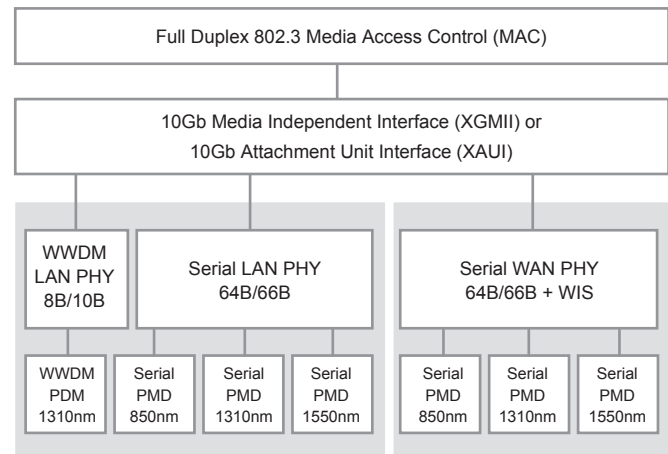 Full Duplex 802.3 Media Access Control (MAC)
10Gb Media Independent Interface (XGMII) or
10Gb Attachment Unit Interface (XAUI)
WWDM
LAN PHY
8B/10B
Serial LAN PHY
64B/66B
Serial WAN PHY
64B/66B + WIS
WWDM
PDM
1310nm
Serial
PMD
850nm
Serial
PMD
1310nm
Serial
PMD
1550nm
Serial
PMD
850nm
Serial
PMD
1310nm
Serial
PMD
1550nm